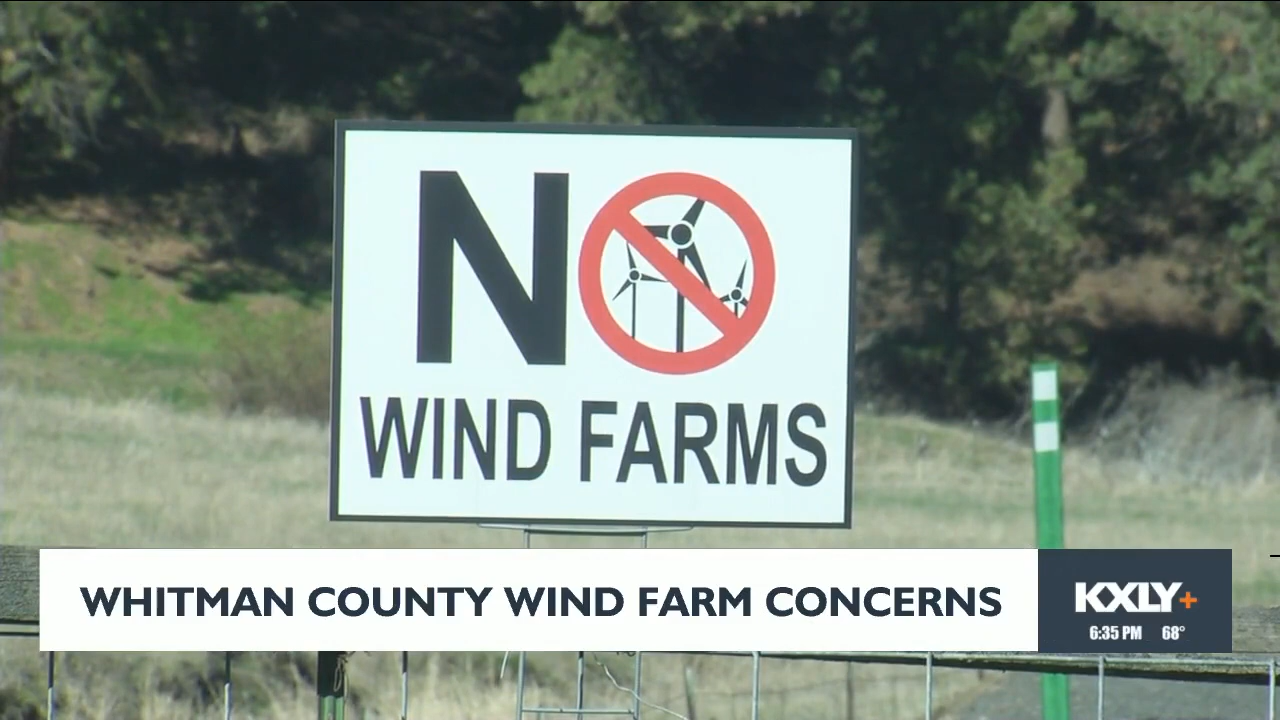 NO
WIND FARMS
WHITMAN COUNTY WIND FARM CONCERNS
KXLY+
6:35 PM 68°